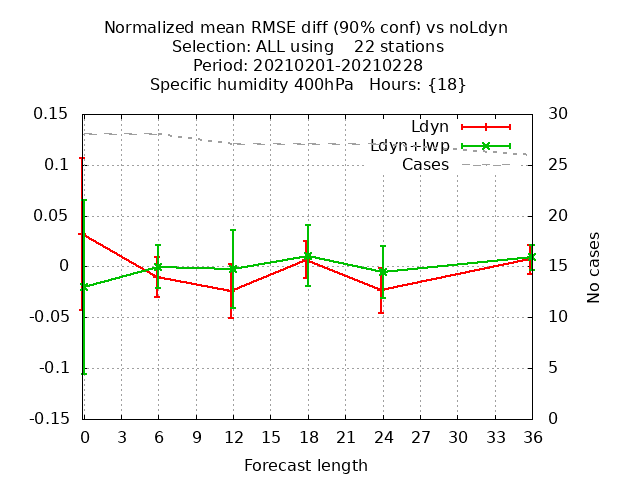 Normalized mean RMSE diff (90% conf) vs noLdyn
Selection: ALL using    22 stations
Period: 20210201-20210228
Specific humidity 400hPa   Hours: {18}
0.15
0.1
0.05
0
-0.05
-0.1
-0.15
30
25
20
15
10
5
0
Ldyn
Ldyn+lwp
Cases
No cases
0 3 6 9 12 15 18 21 24 27 30 33 36
Forecast length